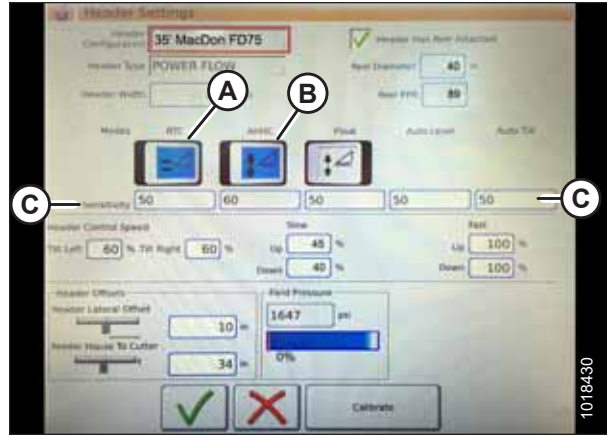 Header Settings
Header Configuration 35' MacDon FD75
Header Has Reel Attached
Header Type POWER FLOW
Reel Diameter 40 in
Header Width
Reel PPR 89
A
B
Modes RTC AHHC Float Auto Level Auto Tilt
C Sensitivity 50 60 50 50 50 C
Header Control Speed
Slow
Fast
Tilt Left 60 % Tilt Right 60 % Up 45 % Up 100 %
Down 40 % Down 100 %
Header Offsets
Field Pressure
Header Lateral Offset
10 in
1647 psi
Feeder House To Cutter
34 in
0%
Calibrate
1018430